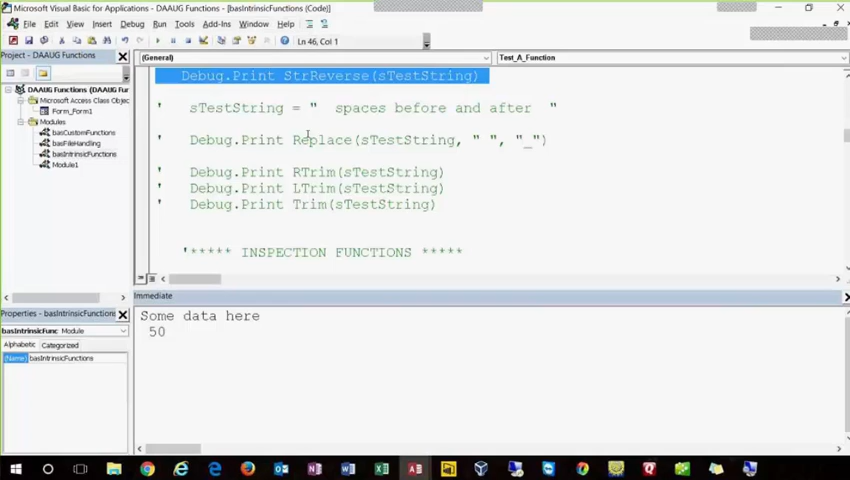 Microsoft Visual Basic for Applications - DAAUG Functions - [basIntrinsicFunctions (Code)]
File Edit View Insert Debug Run Tools Add-Ins Window Help
Ln 46, Col 1
Project - DAAUG Functions
(General)
Test_A_Function
DAAUG Functions (DAAUG Fur
Microsoft Access Class Objec
Form_Form1
Modules
basCustomFunctions
basFileHandling
basIntrinsicFunctions
Module1
Debug.Print StrReverse(sTestString)
' sTestString = "  spaces before and after  "
' Debug.Print Replace(sTestString, " ", "_")
' Debug.Print RTrim(sTestString)
' Debug.Print LTrim(sTestString)
' Debug.Print Trim(sTestString)
'***** INSPECTION FUNCTIONS *****
Immediate
Some data here
50
Properties - basIntrinsicFunctions
basIntrinsicFunc Module
Alphabetic Categorized
(Name) basIntrinsicFunctions